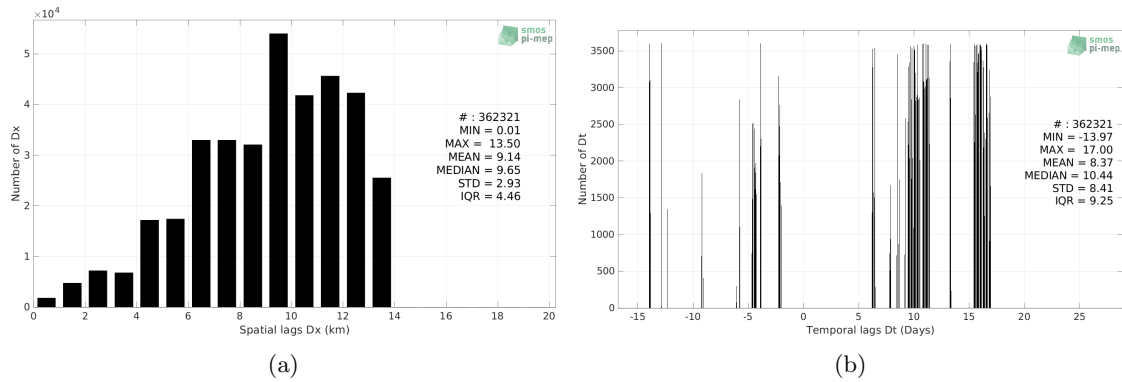 ×10⁴
5
4
3
2
1
0
Number of Dx
0 2 4 6 8 10 12 14 16 18 20
Spatial lags Dx (km)
smos
pi-mep
# : 362321
MIN = 0.01
MAX = 13.50
MEAN = 9.14
MEDIAN = 9.65
STD = 2.93
IQR = 4.46
(a)
3500
3000
2500
2000
1500
1000
500
0
Number of Dt
-15 -10 -5 0 5 10 15 20 25
Temporal lags Dt (Days)
smos
pi-mep
# : 362321
MIN = -13.97
MAX = 17.00
MEAN = 8.37
MEDIAN = 10.44
STD = 8.41
IQR = 9.25
(b)